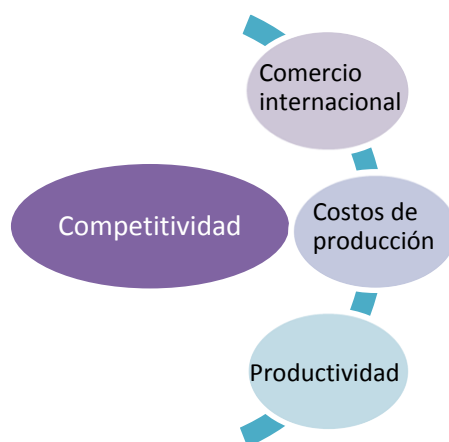 Comercio
internacional
Competitividad
Costos de
producción
Productividad